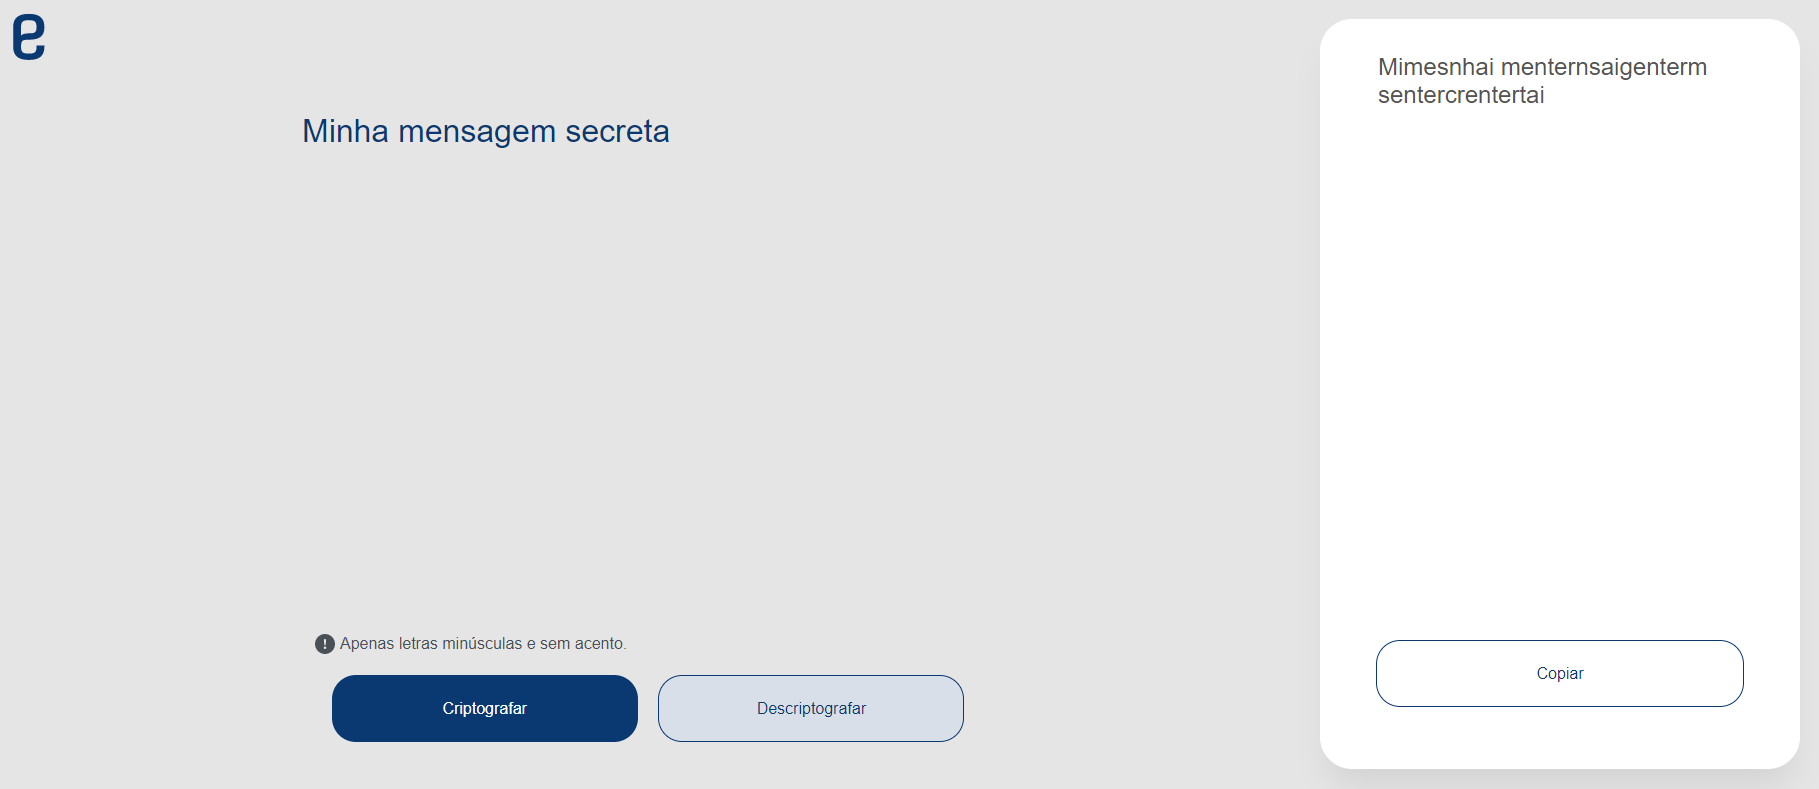 Minha mensagem secreta
Apenas letras minúsculas e sem acento.
Criptografar
Descriptografar
Mimesnhai menternsaigenterm
sentercrentertai
Copiar